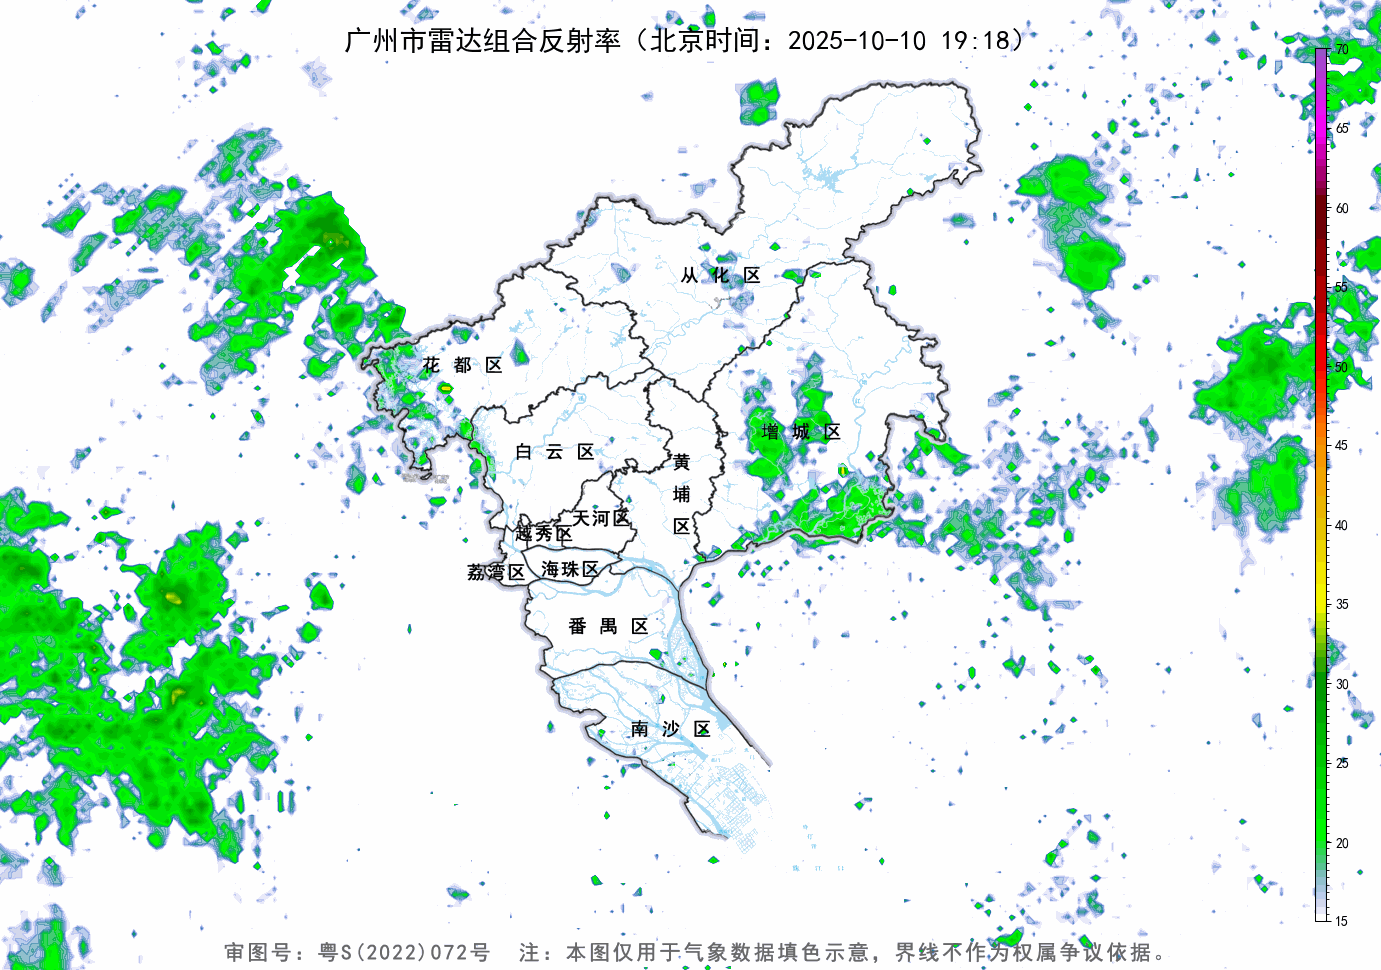 广州市雷达组合反射率（北京时间：2025-10-10 19:18）
70
65
60
55
50
45
40
35
30
25
20
15
从化区
花都区
增城区
白云区
黄埔区
天河区
越秀区
荔湾区
海珠区
番禺区
南沙区
审图号：粤S(2022)072号 注：本图仅用于气象数据填色示意，界线不作为权属争议依据。